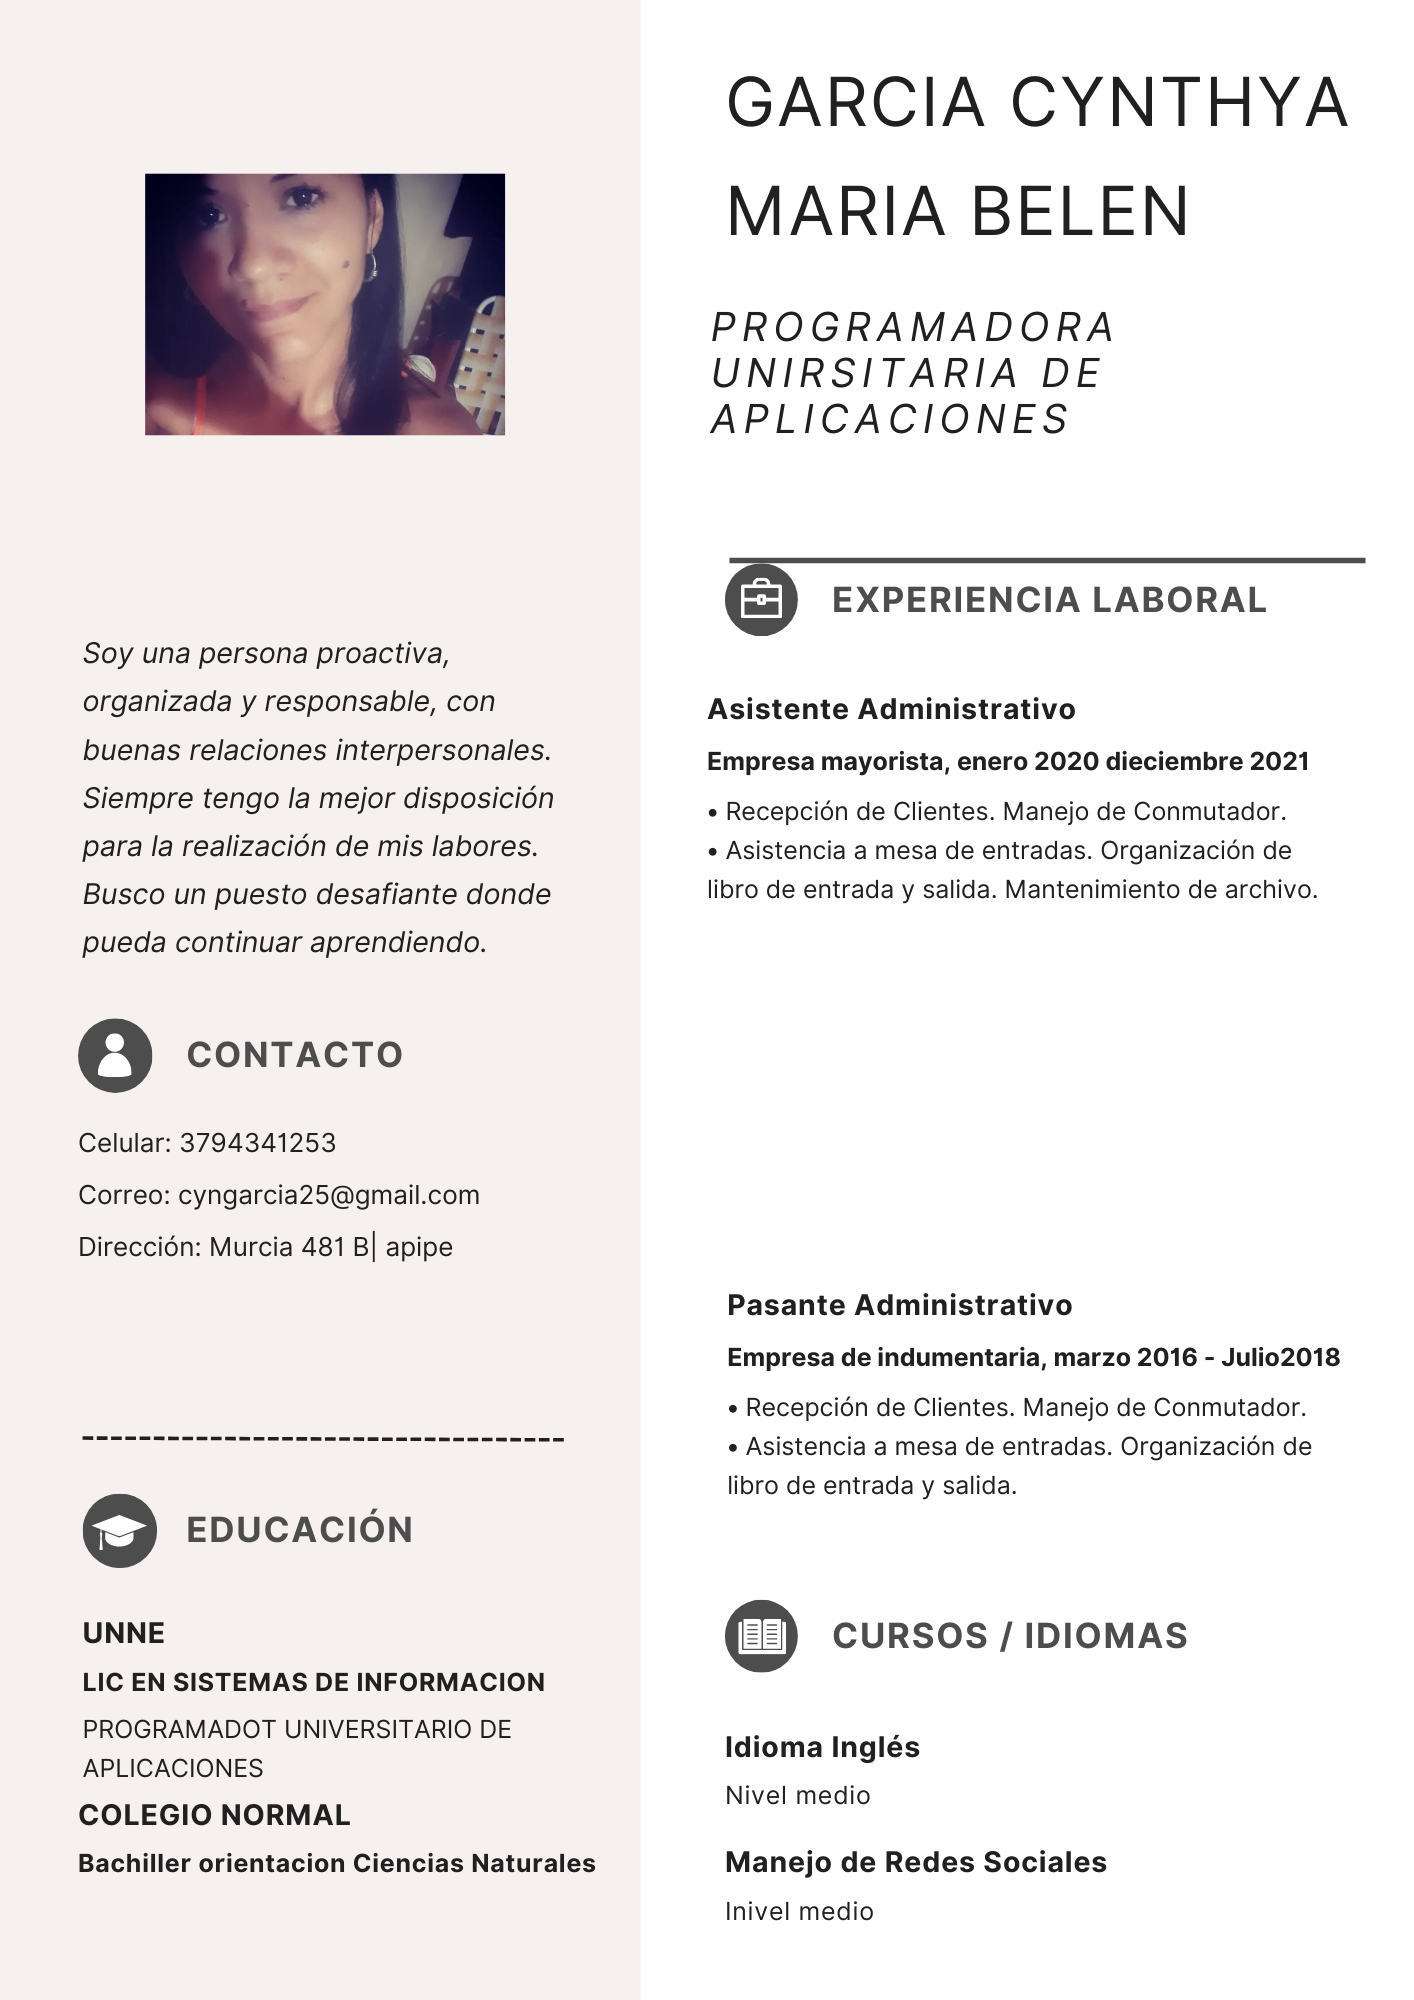 GARCIA CYNTHYA
MARIA BELEN
PROGRAMADORA
UNIRSITARIA DE
APLICACIONES
Soy una persona proactiva,
organizada y responsable, con
buenas relaciones interpersonales.
Siempre tengo la mejor disposición
para la realización de mis labores.
Busco un puesto desafiante donde
pueda continuar aprendiendo.
CONTACTO
Celular: 3794341253
Correo: cyngarcia25@gmail.com
Dirección: Murcia 481 B| apipe
---------------------------------
EDUCACIÓN
UNNE
LIC EN SISTEMAS DE INFORMACION
PROGRAMADOT UNIVERSITARIO DE
APLICACIONES
COLEGIO NORMAL
Bachiller orientacion Ciencias Naturales
EXPERIENCIA LABORAL
Asistente Administrativo
Empresa mayorista, enero 2020 dieciembre 2021
• Recepción de Clientes. Manejo de Conmutador.
• Asistencia a mesa de entradas. Organización de
libro de entrada y salida. Mantenimiento de archivo.
Pasante Administrativo
Empresa de indumentaria, marzo 2016 - Julio2018
• Recepción de Clientes. Manejo de Conmutador.
• Asistencia a mesa de entradas. Organización de
libro de entrada y salida.
CURSOS / IDIOMAS
Idioma Inglés
Nivel medio
Manejo de Redes Sociales
Inivel medio